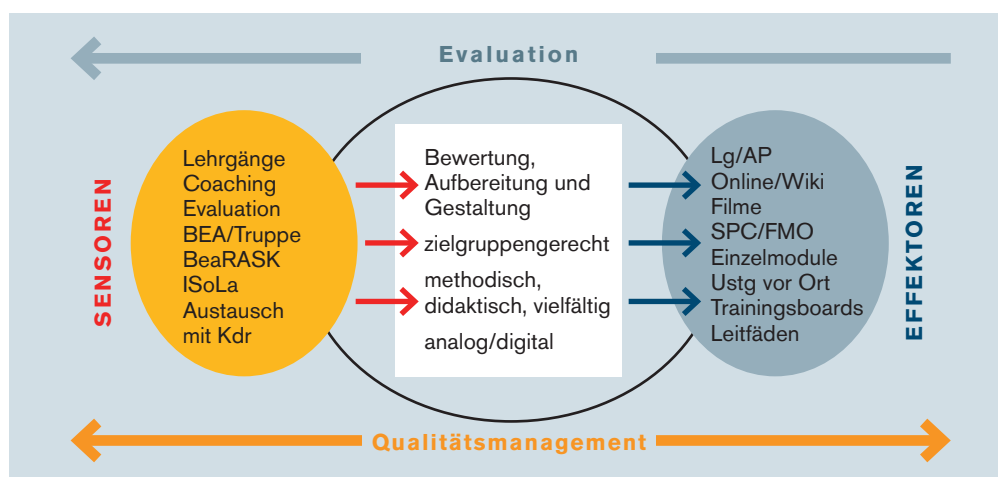 Evaluation
SENSOREN
Lehrgänge
Coaching
Evaluation
BEA/Truppe
BeaRASK
ISoLa
Austausch
mit Kdr
Bewertung,
Aufbereitung und
Gestaltung
zielgruppengerecht
methodisch,
didaktisch, vielfältig
analog/digital
Lg/AP
Online/Wiki
Filme
SPC/FMO
Einzelmodule
Ustg vor Ort
Trainingsboards
Leitfäden
EFFEKTOREN
Qualitätsmanagement